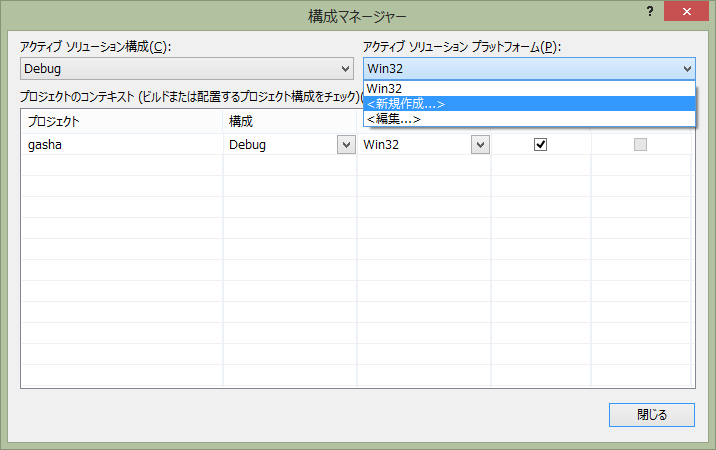 構成マネージャー
?
アクティブ ソリューション構成(C):
アクティブ ソリューション プラットフォーム(P):
Debug
Win32
Win32
<新規作成...>
<編集...>
プロジェクトのコンテキスト (ビルドまたは配置するプロジェクト構成をチェック)(
プロジェクト 構成
gasha Debug Win32
閉じる